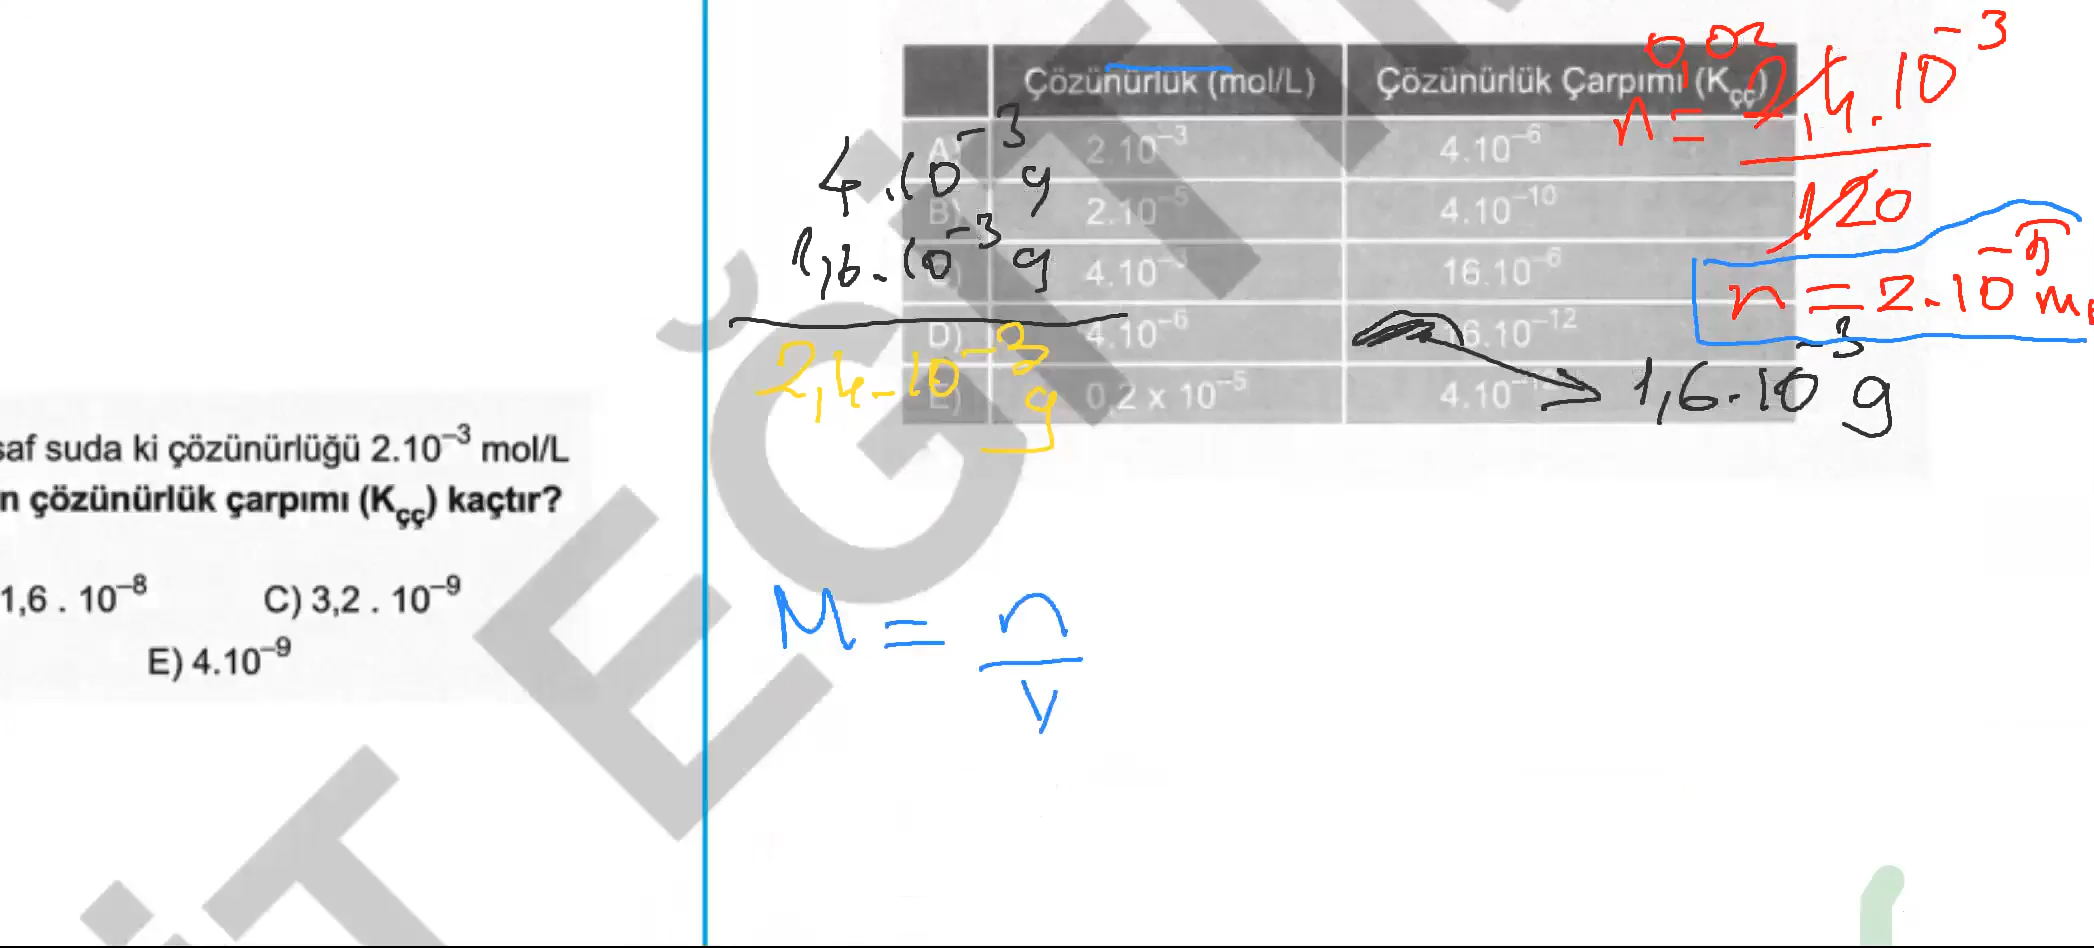 saf suda ki çözünürlüğü 2.10⁻³ mol/L
n çözünürlük çarpımı (Kçç) kaçtır?
1,6 . 10⁻⁸ C) 3,2 . 10⁻⁹
E) 4.10⁻⁹
Çözünürlük (mol/L) Çözünürlük Çarpımı (Kçç)
A) 2.10⁻³ 4.10⁻⁶
B) 2.10⁻⁵ 4.10⁻¹⁰
4.10⁻ 16.10⁻⁶
D) 4.10⁻⁶ 6.10⁻¹²
E) 0,2 x 10⁻⁵ 4.10⁻
4.10⁻³ g
1,6.10⁻³ g
2,4.10⁻³ g
0,02
n = 2,4.10⁻³
120
n = 2.10⁻⁵ m
1,6.10⁻³ g
M = n
V
EĞİT